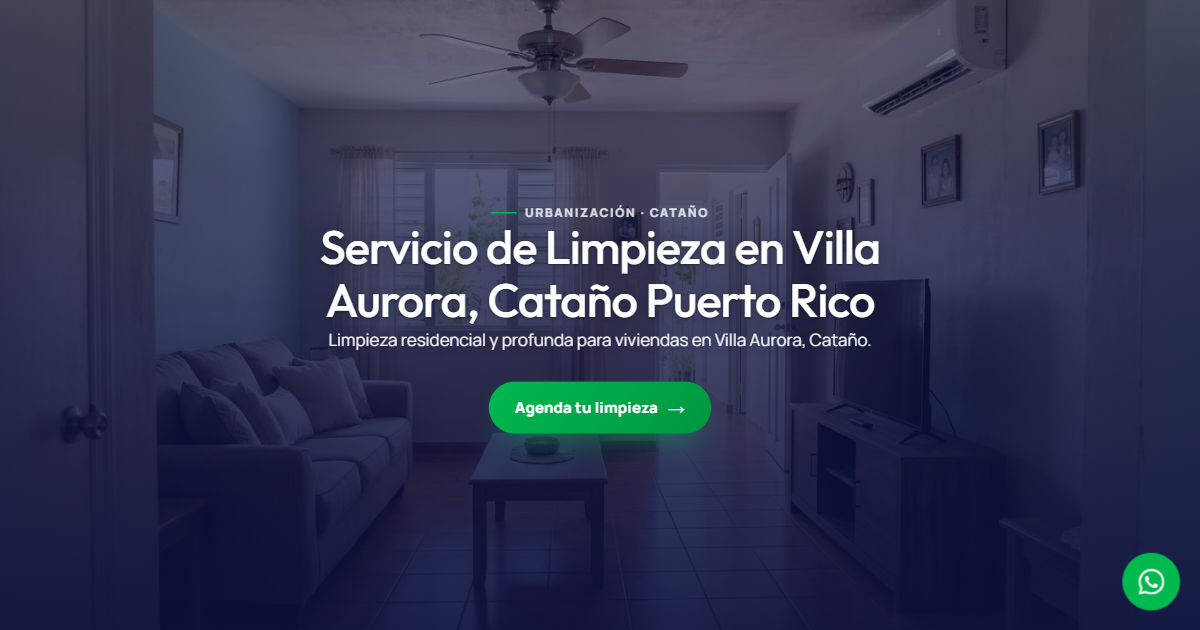 URBANIZACIÓN · CATAÑO
Servicio de Limpieza en Villa
Aurora, Cataño Puerto Rico
Limpieza residencial y profunda para viviendas en Villa Aurora, Cataño.
Agenda tu limpieza →